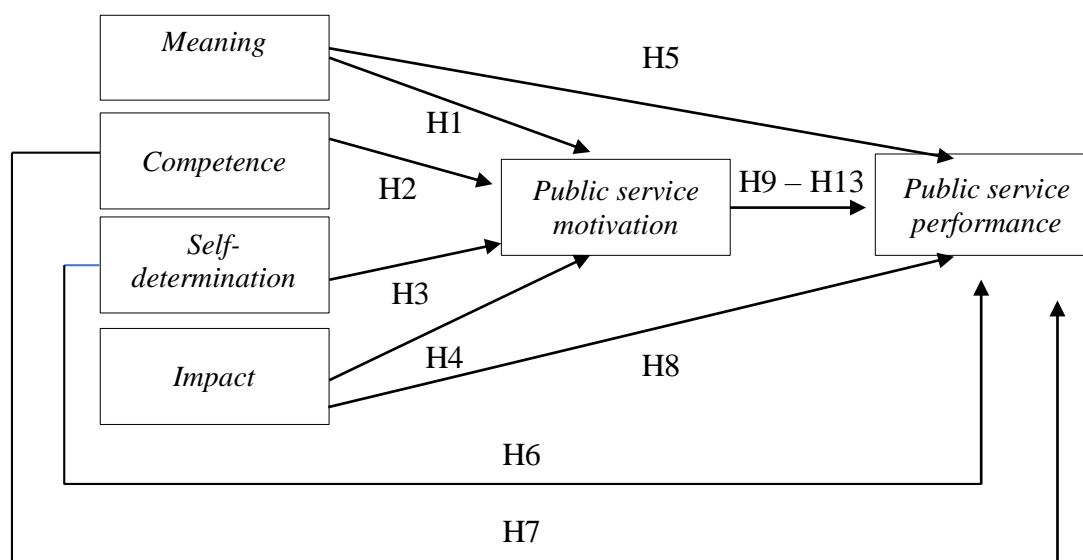 Meaning
H5
H1
Competence
H2
Public service
motivation
H9 – H13
Public service
performance
Self-
determination
H3
Impact
H4
H8
H6
H7